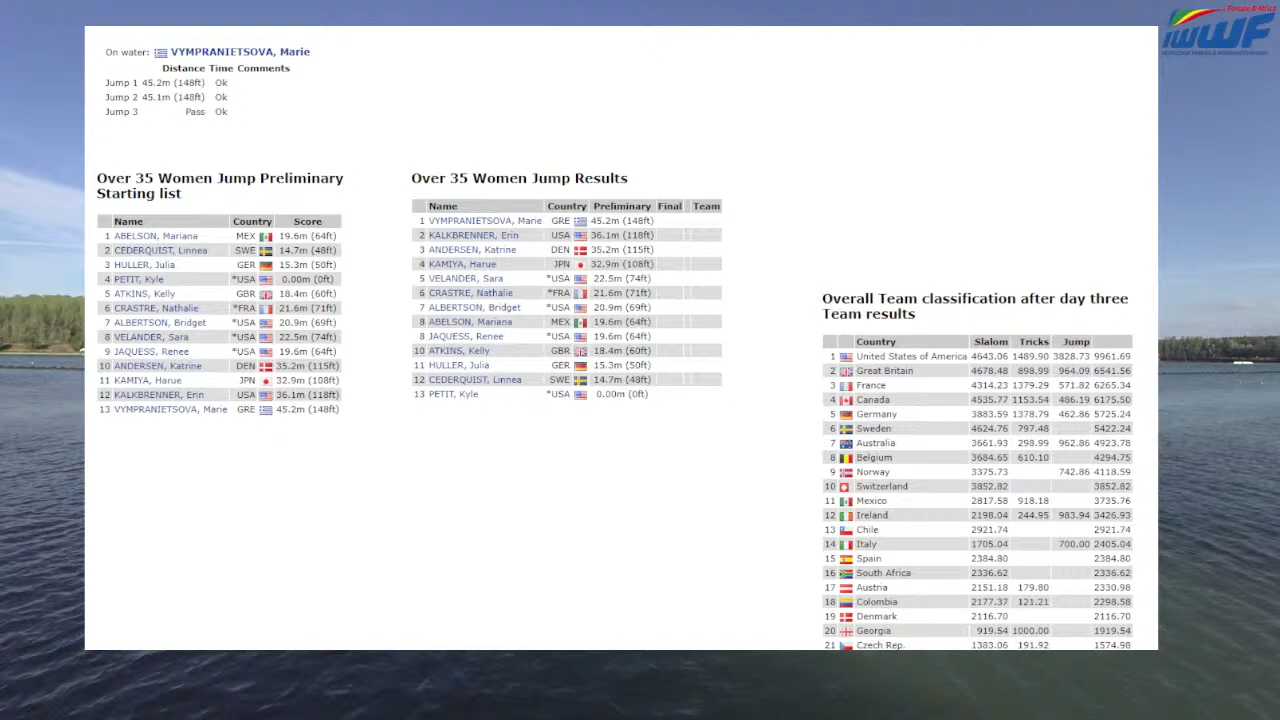 Europe & Africa
IWWF
On water: VYMPRANIETSOVA, Marie
Distance Time Comments
Jump 1 45.2m (148ft) Ok
Jump 2 45.1m (148ft) Ok
Jump 3 Pass Ok
Over 35 Women Jump Preliminary
Starting list
Name Country Score
1 ABELSON, Mariana MEX 19.6m (64ft)
2 CEDERQUIST, Linnea SWE 14.7m (48ft)
3 HULLER, Julia GER 15.3m (50ft)
4 PETIT, Kyle *USA 0.00m (0ft)
5 ATKINS, Kelly GBR 18.4m (60ft)
6 CRASTRE, Nathalie *FRA 21.6m (71ft)
7 ALBERTSON, Bridget *USA 20.9m (69ft)
8 VELANDER, Sara *USA 22.5m (74ft)
9 JAQUESS, Renee *USA 19.6m (64ft)
10 ANDERSEN, Katrine DEN 35.2m (115ft)
11 KAMIYA, Harue JPN 32.9m (108ft)
12 KALKBRENNER, Erin USA 36.1m (118ft)
13 VYMPRANIETSOVA, Marie GRE 45.2m (148ft)
Over 35 Women Jump Results
Name Country Preliminary Final Team
1 VYMPRANIETSOVA, Marie GRE 45.2m (148ft)
2 KALKBRENNER, Erin USA 36.1m (118ft)
3 ANDERSEN, Katrine DEN 35.2m (115ft)
4 KAMIYA, Harue JPN 32.9m (108ft)
5 VELANDER, Sara *USA 22.5m (74ft)
6 CRASTRE, Nathalie *FRA 21.6m (71ft)
7 ALBERTSON, Bridget *USA 20.9m (69ft)
8 ABELSON, Mariana MEX 19.6m (64ft)
8 JAQUESS, Renee *USA 19.6m (64ft)
10 ATKINS, Kelly GBR 18.4m (60ft)
11 HULLER, Julia GER 15.3m (50ft)
12 CEDERQUIST, Linnea SWE 14.7m (48ft)
13 PETIT, Kyle *USA 0.00m (0ft)
Overall Team classification after day three
Team results
Country Slalom Tricks Jump
1 United States of America 4643.06 1489.90 3828.73 9961.69
2 Great Britain 4678.48 898.99 964.09 6541.56
3 France 4314.23 1379.29 571.82 6265.34
4 Canada 4535.77 1153.54 486.19 6175.50
5 Germany 3883.59 1378.79 462.86 5725.24
6 Sweden 4624.76 797.48 5422.24
7 Australia 3661.93 298.99 962.86 4923.78
8 Belgium 3684.65 610.10 4294.75
9 Norway 3375.73 742.86 4118.59
10 Switzerland 3852.82 3852.82
11 Mexico 2817.58 918.18 3735.76
12 Ireland 2198.04 244.95 983.94 3426.93
13 Chile 2921.74 2921.74
14 Italy 1705.04 700.00 2405.04
15 Spain 2384.80 2384.80
16 South Africa 2336.62 2336.62
17 Austria 2151.18 179.80 2330.98
18 Colombia 2177.37 121.21 2298.58
19 Denmark 2116.70 2116.70
20 Georgia 919.54 1000.00 1919.54
21 Czech Rep. 1383.06 191.92 1574.98